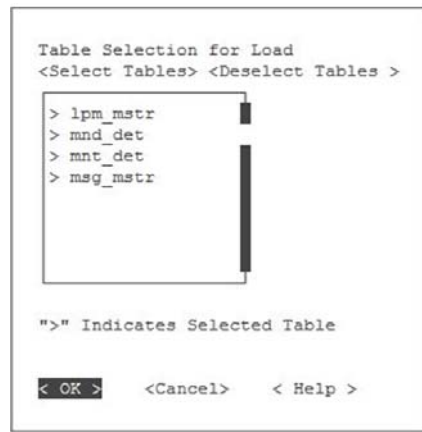 Table Selection for Load
<Select Tables> <Deselect Tables >
> lpm_mstr
> mnd_det
> mnt_det
> msg_mstr
">" Indicates Selected Table
< OK > <Cancel> < Help >